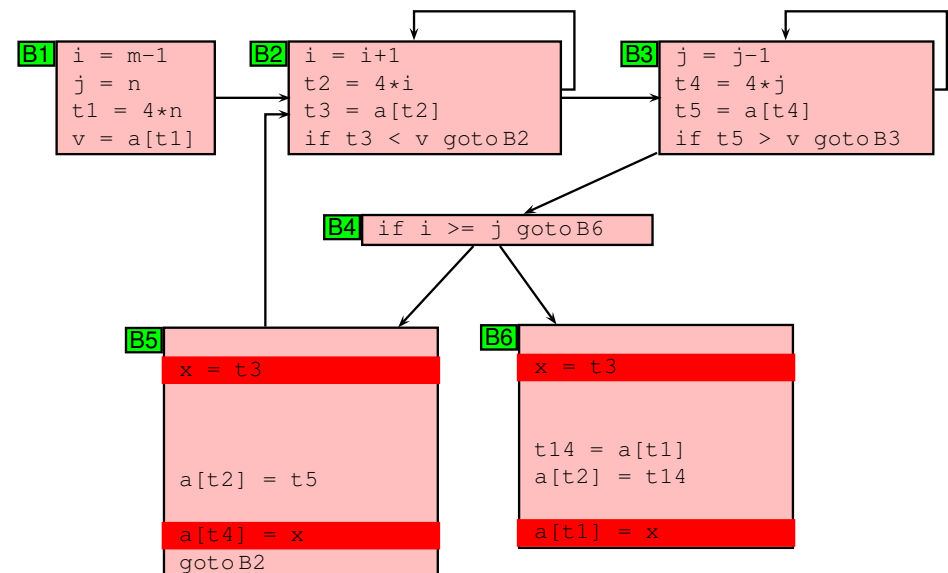 B1
i = m-1
j = n
t1 = 4*n
v = a[t1]
B2
i = i+1
t2 = 4*i
t3 = a[t2]
if t3 < v goto B2
B3
j = j-1
t4 = 4*j
t5 = a[t4]
if t5 > v goto B3
B4
if i >= j goto B6
B5
x = t3
a[t2] = t5
a[t4] = x
goto B2
B6
x = t3
t14 = a[t1]
a[t2] = t14
a[t1] = x